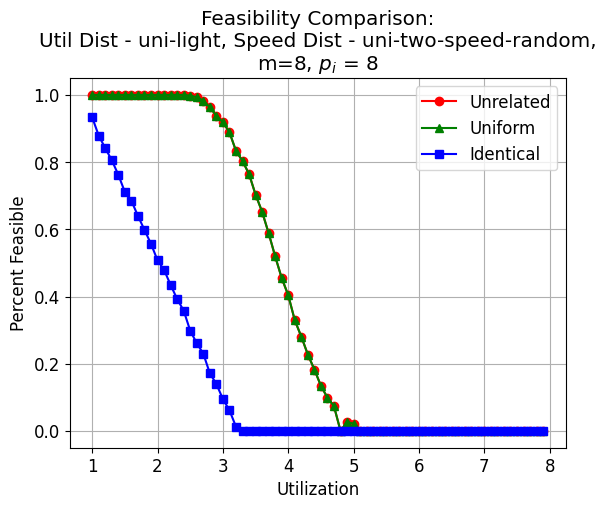 Feasibility Comparison:
Util Dist - uni-light, Speed Dist - uni-two-speed-random,
m=8, pᵢ = 8
Unrelated
Uniform
Identical
Percent Feasible
1.0
0.8
0.6
0.4
0.2
0.0
1 2 3 4 5 6 7 8
Utilization